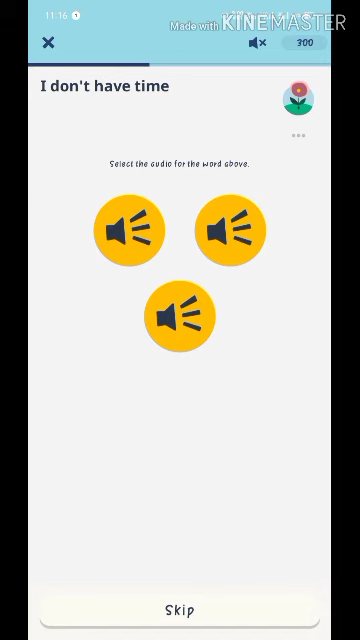 11:16
Made with KINEMASTER
300
I don't have time
Select the audio for the word above.
Skip